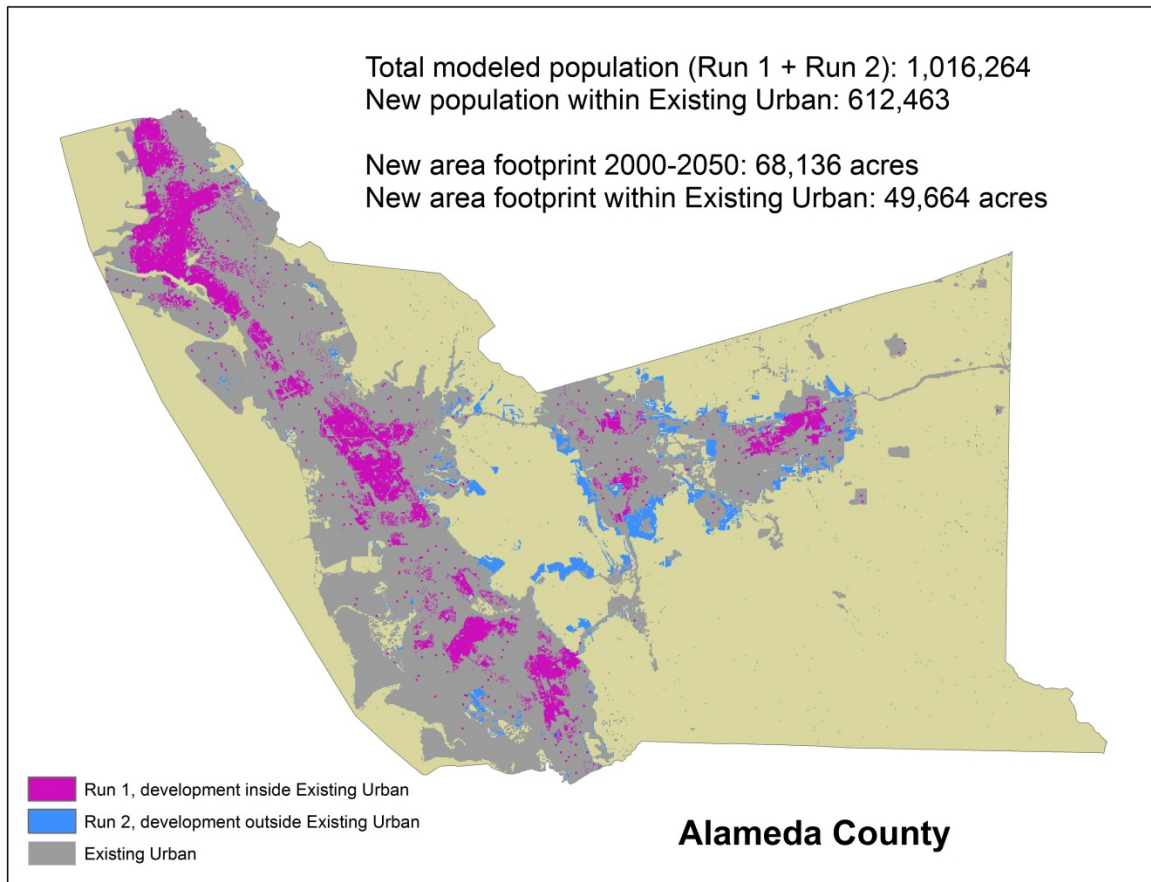 Total modeled population (Run 1 + Run 2): 1,016,264
New population within Existing Urban: 612,463
New area footprint 2000-2050: 68,136 acres
New area footprint within Existing Urban: 49,664 acres
Run 1, development inside Existing Urban
Run 2, development outside Existing Urban
Existing Urban
Alameda County